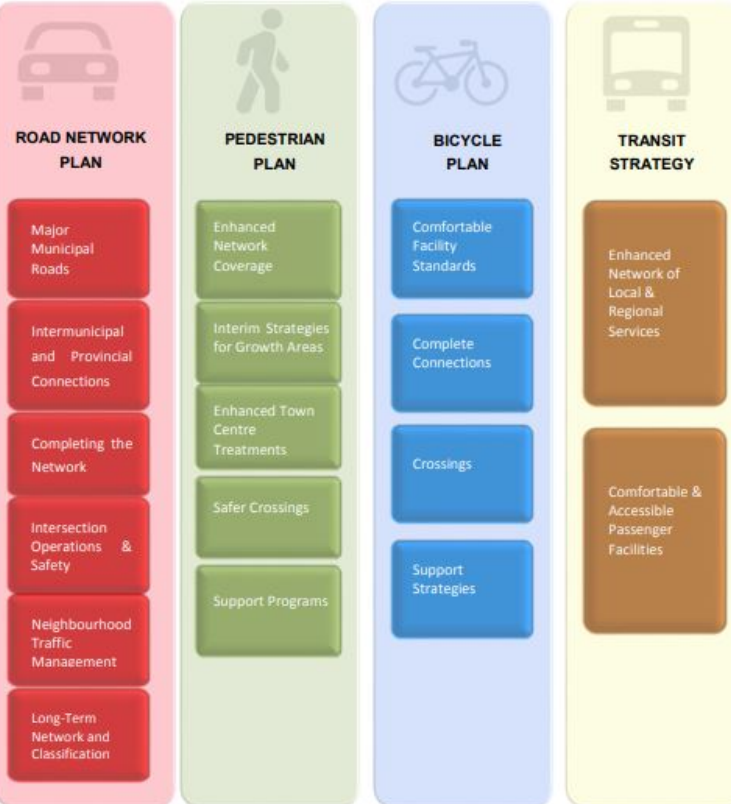 ROAD NETWORK
PLAN
Major
Municipal
Roads
Intermunicipal
and Provincial
Connections
Completing the
Network
Intersection
Operations &
Safety
Neighbourhood
Traffic
Management
Long-Term
Network and
Classification
PEDESTRIAN
PLAN
Enhanced
Network
Coverage
Interim Strategies
for Growth Areas
Enhanced Town
Centre
Treatments
Safer Crossings
Support Programs
BICYCLE
PLAN
Comfortable
Facility
Standards
Complete
Connections
Crossings
Support
Strategies
TRANSIT
STRATEGY
Enhanced
Network of
Local &
Regional
Services
Comfortable &
Accessible
Passenger
Facilities